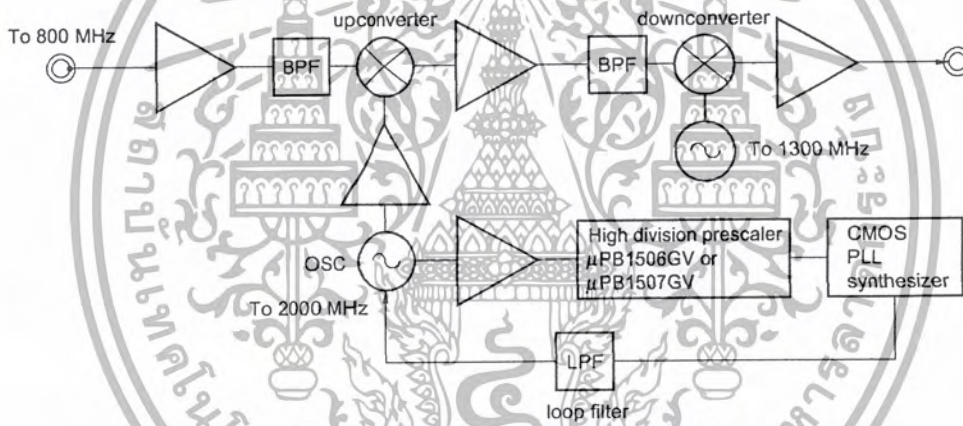 upconverter
downconverter
To 800 MHz
BPF
BPF
To 1300 MHz
OSC
High division prescaler
µPB1506GV or
µPB1507GV
CMOS
PLL
synthesizer
To 2000 MHz
LPF
loop filter